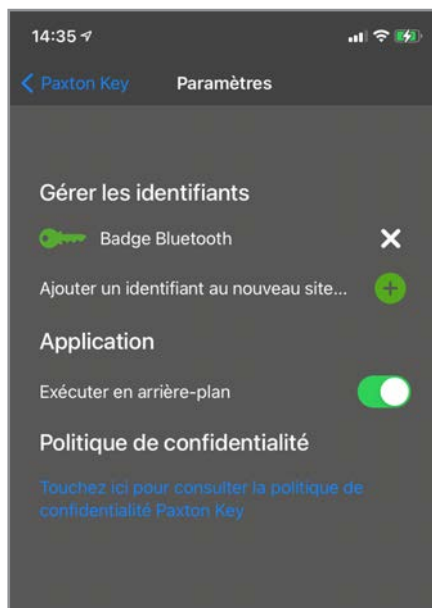 14:35
Paxton Key
Paramètres
Gérer les identifiants
Badge Bluetooth
Ajouter un identifiant au nouveau site...
Application
Exécuter en arrière-plan
Politique de confidentialité
Touchez ici pour consulter la politique de
confidentialité Paxton Key